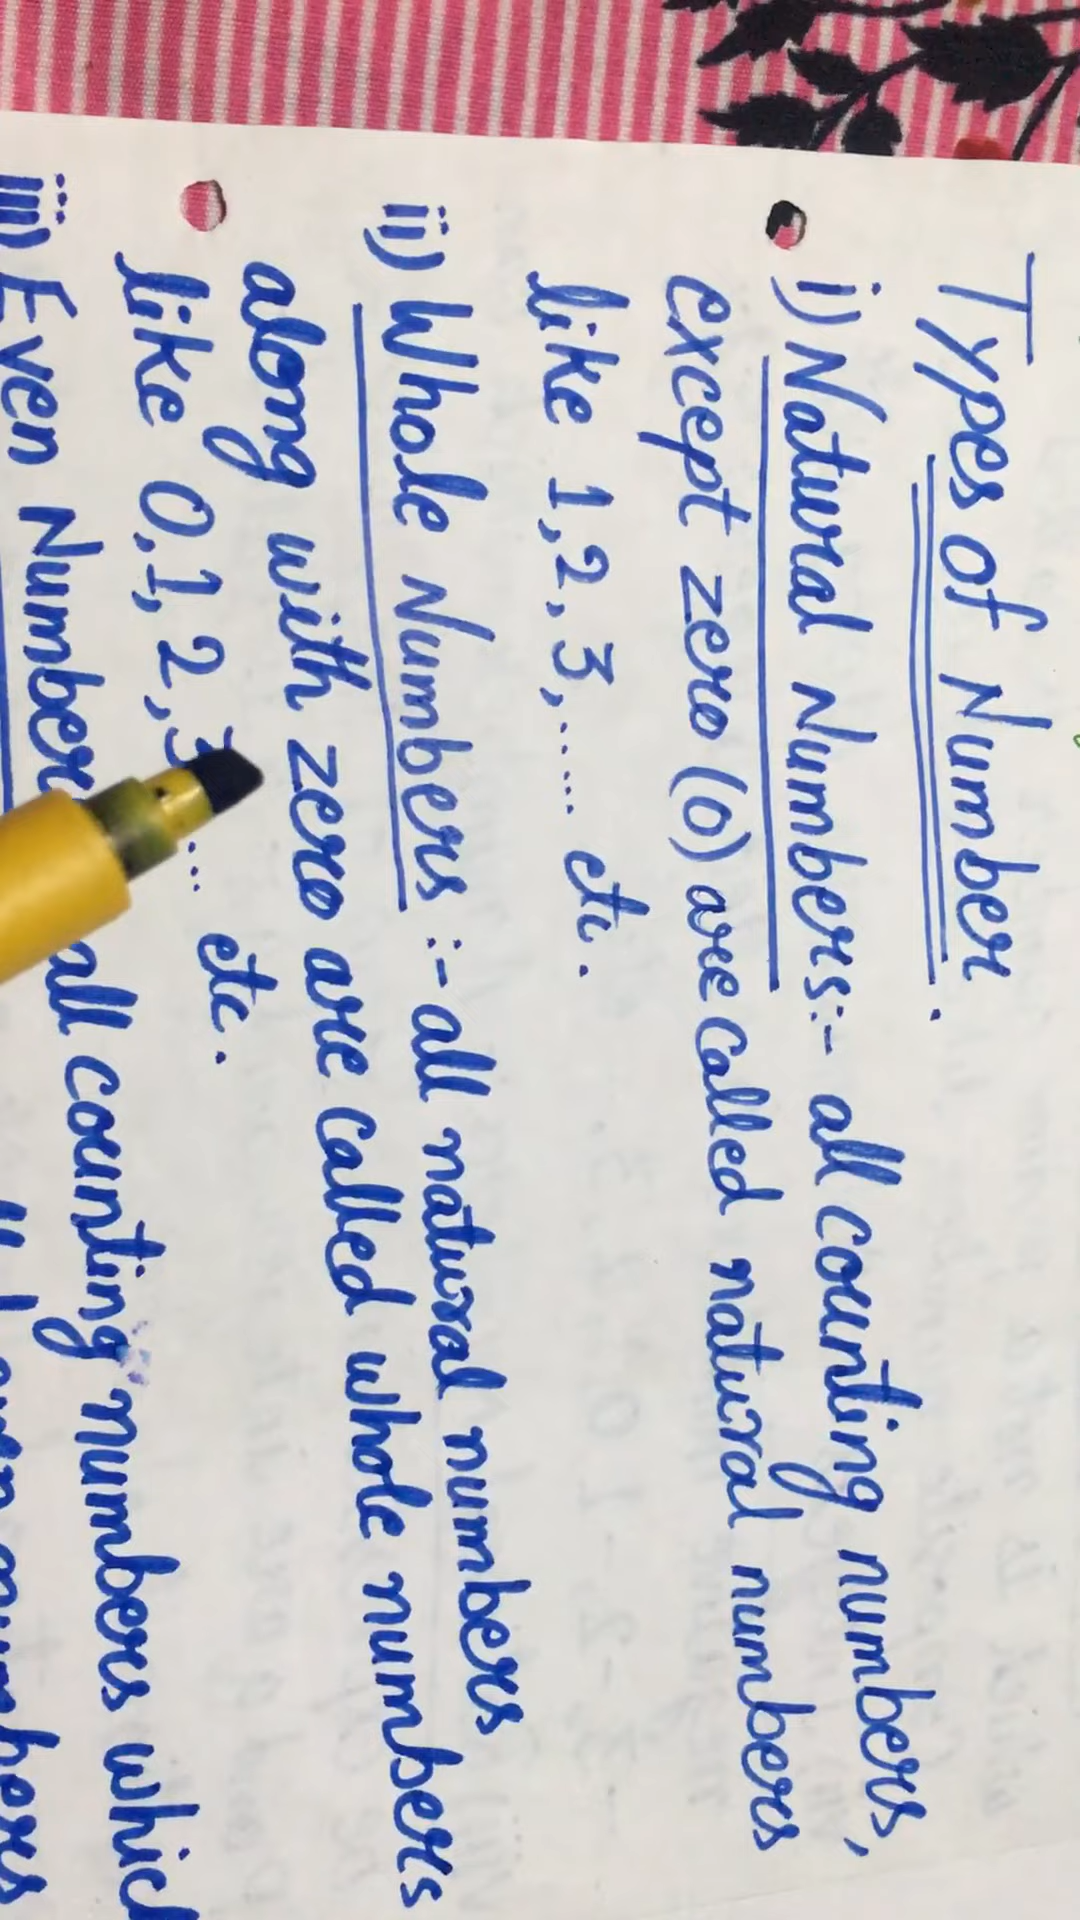 Types of Number.
i) Natural Numbers:- all counting numbers,
except zero (0) are called natural numbers
like 1,2,3,..... etc.
ii) Whole Numbers :- all natural numbers
along with zero are called whole numbers
like 0,1,2,3... etc.
iii) Even Number all counting numbers which